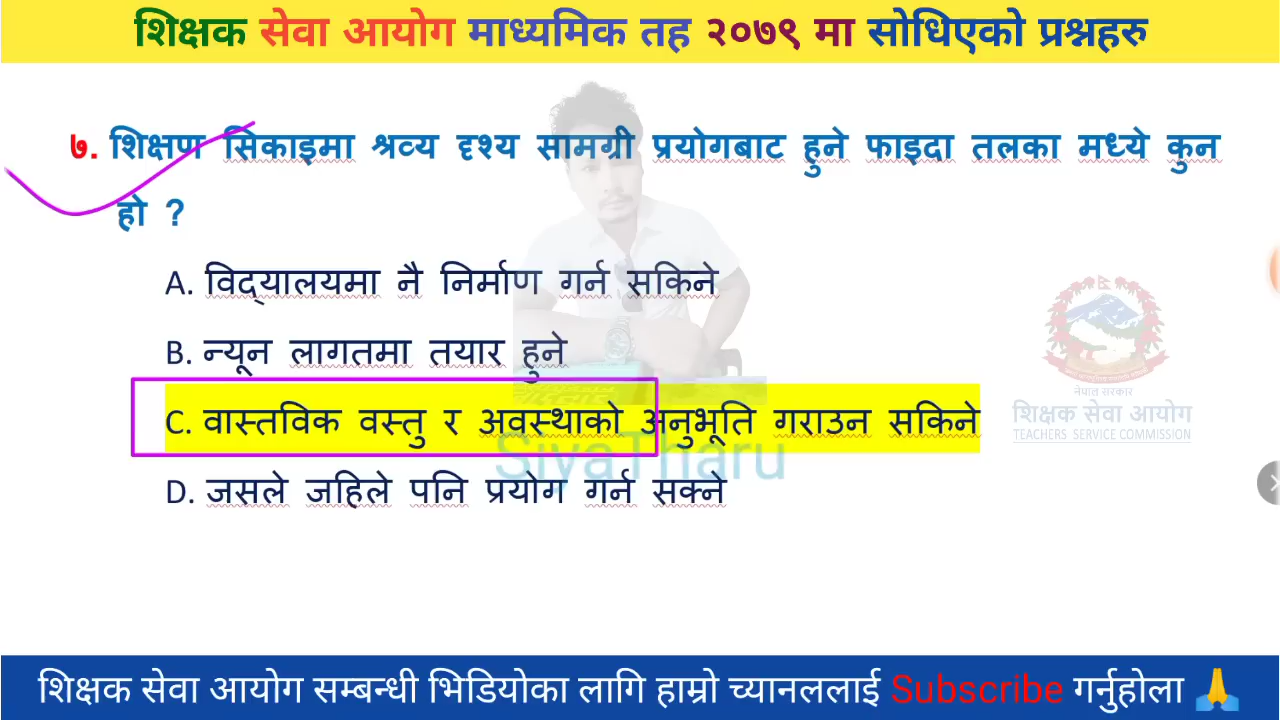 शिक्षक सेवा आयोग माध्यमिक तह २०७९ मा सोधिएको प्रश्नहरु
७. शिक्षण सिकाइमा श्रव्य दृश्य सामग्री प्रयोगबाट हुने फाइदा तलका मध्ये कुन
हो ?
A. विद्यालयमा नै निर्माण गर्न सकिने
B. न्यून लागतमा तयार हुने
C. वास्तविक वस्तु र अवस्थाको अनुभूति गराउन सकिने
D. जसले जहिले पनि प्रयोग गर्न सक्ने
SiyaTharu
नेपाल सरकार
शिक्षक सेवा आयोग
TEACHERS SERVICE COMMISSION
शिक्षक सेवा आयोग सम्बन्धी भिडियोका लागि हाम्रो च्यानललाई Subscribe गर्नुहोला 🙏